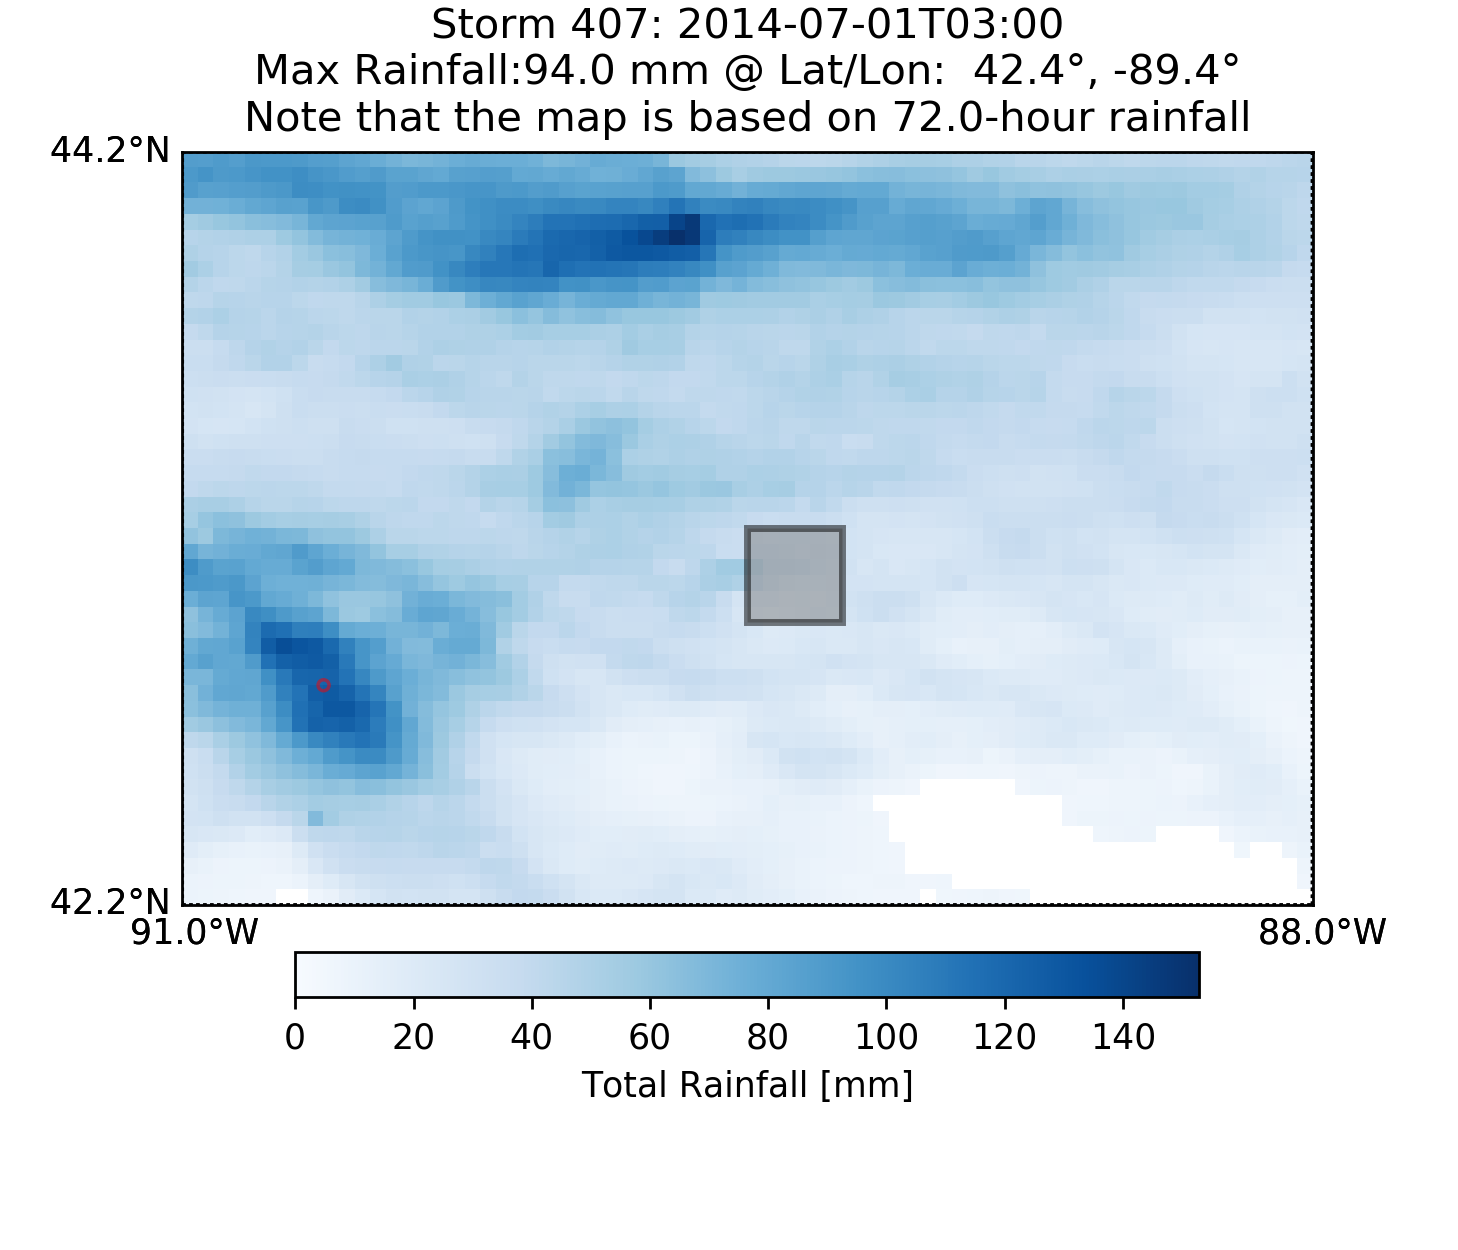 Storm 407: 2014-07-01T03:00
Max Rainfall:94.0 mm @ Lat/Lon:  42.4°, -89.4°
Note that the map is based on 72.0-hour rainfall
44.2°N
42.2°N
91.0°W 88.0°W
0 20 40 60 80 100 120 140
Total Rainfall [mm]